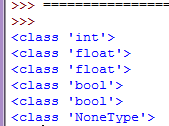 >>> ================
>>>
<class 'int'>
<class 'float'>
<class 'float'>
<class 'bool'>
<class 'bool'>
<class 'NoneType'>